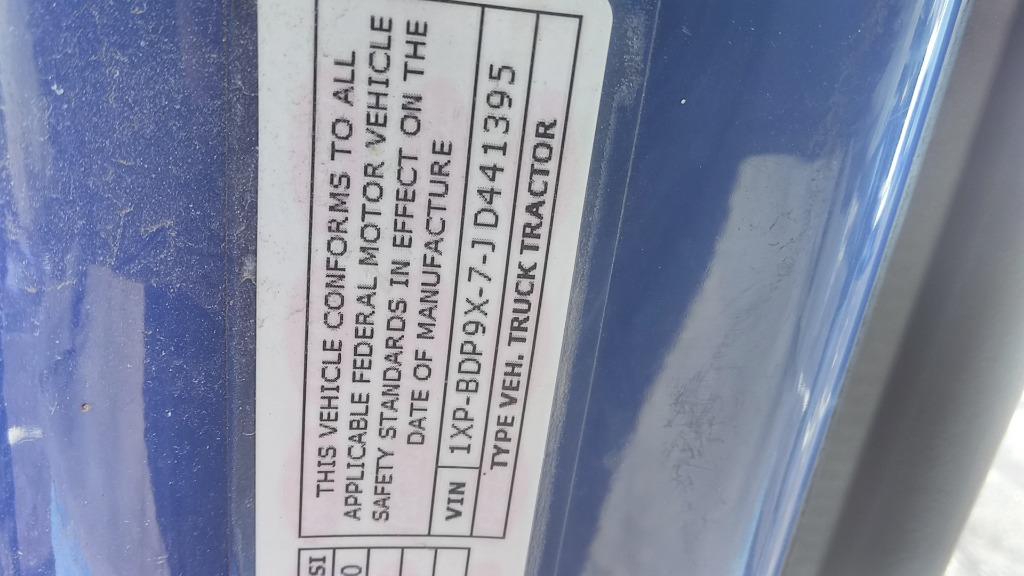 THIS VEHICLE CONFORMS TO ALL
APPLICABLE FEDERAL MOTOR VEHICLE
SAFETY STANDARDS IN EFFECT ON THE
DATE OF MANUFACTURE
VIN 1XP-BDP9X-7-JD441395
TYPE VEH. TRUCK TRACTOR